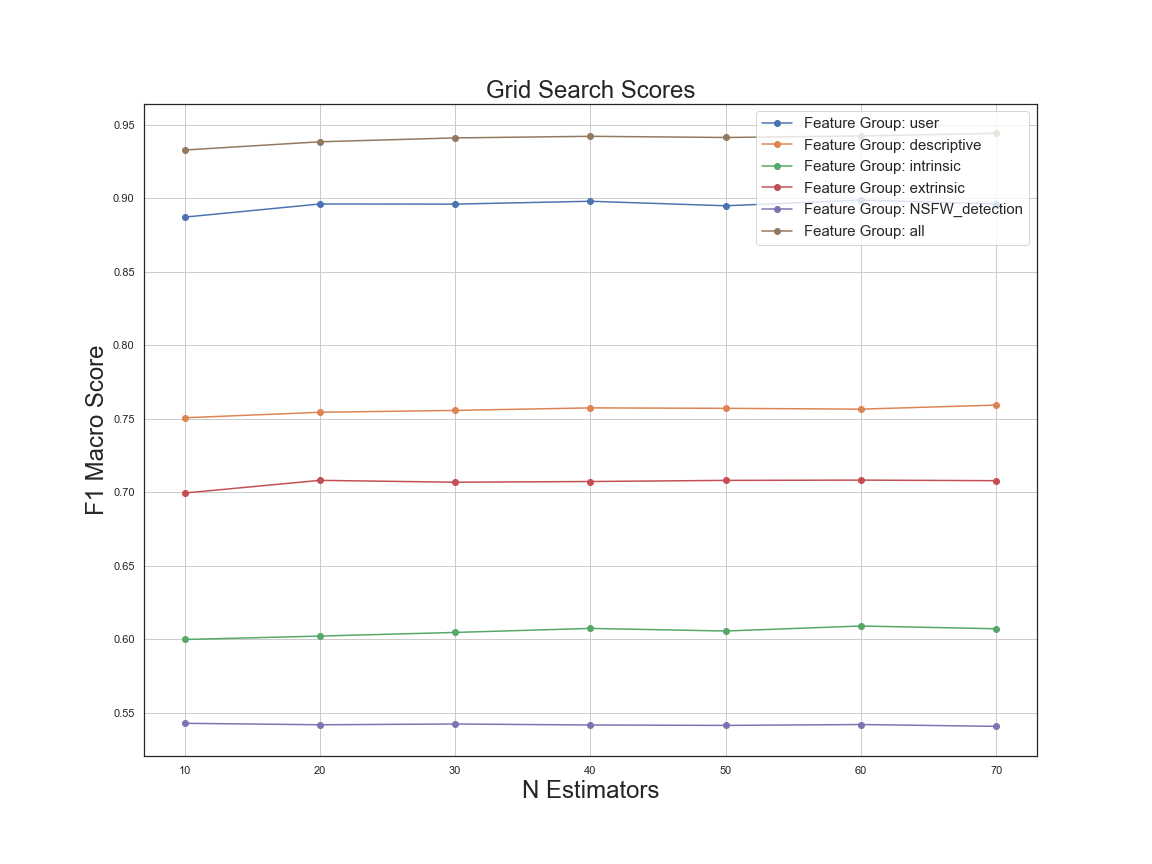 Grid Search Scores
Feature Group: user
Feature Group: descriptive
Feature Group: intrinsic
Feature Group: extrinsic
Feature Group: NSFW_detection
Feature Group: all
F1 Macro Score
0.95
0.90
0.85
0.80
0.75
0.70
0.65
0.60
0.55
10 20 30 40 50 60 70
N Estimators